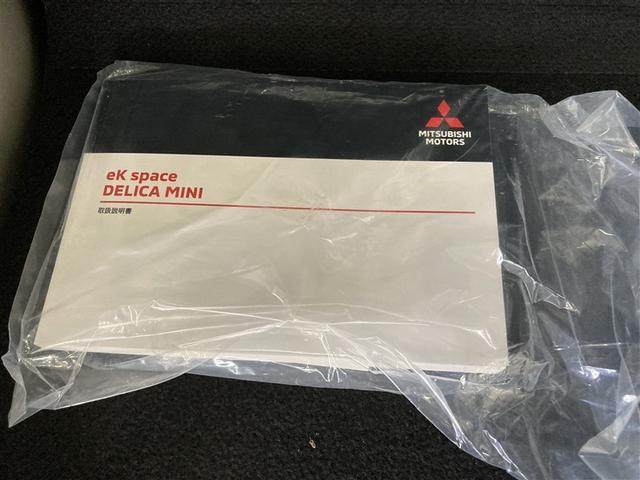 MITSUBISHI
MOTORS
eK space
DELICA MINI
取扱説明書